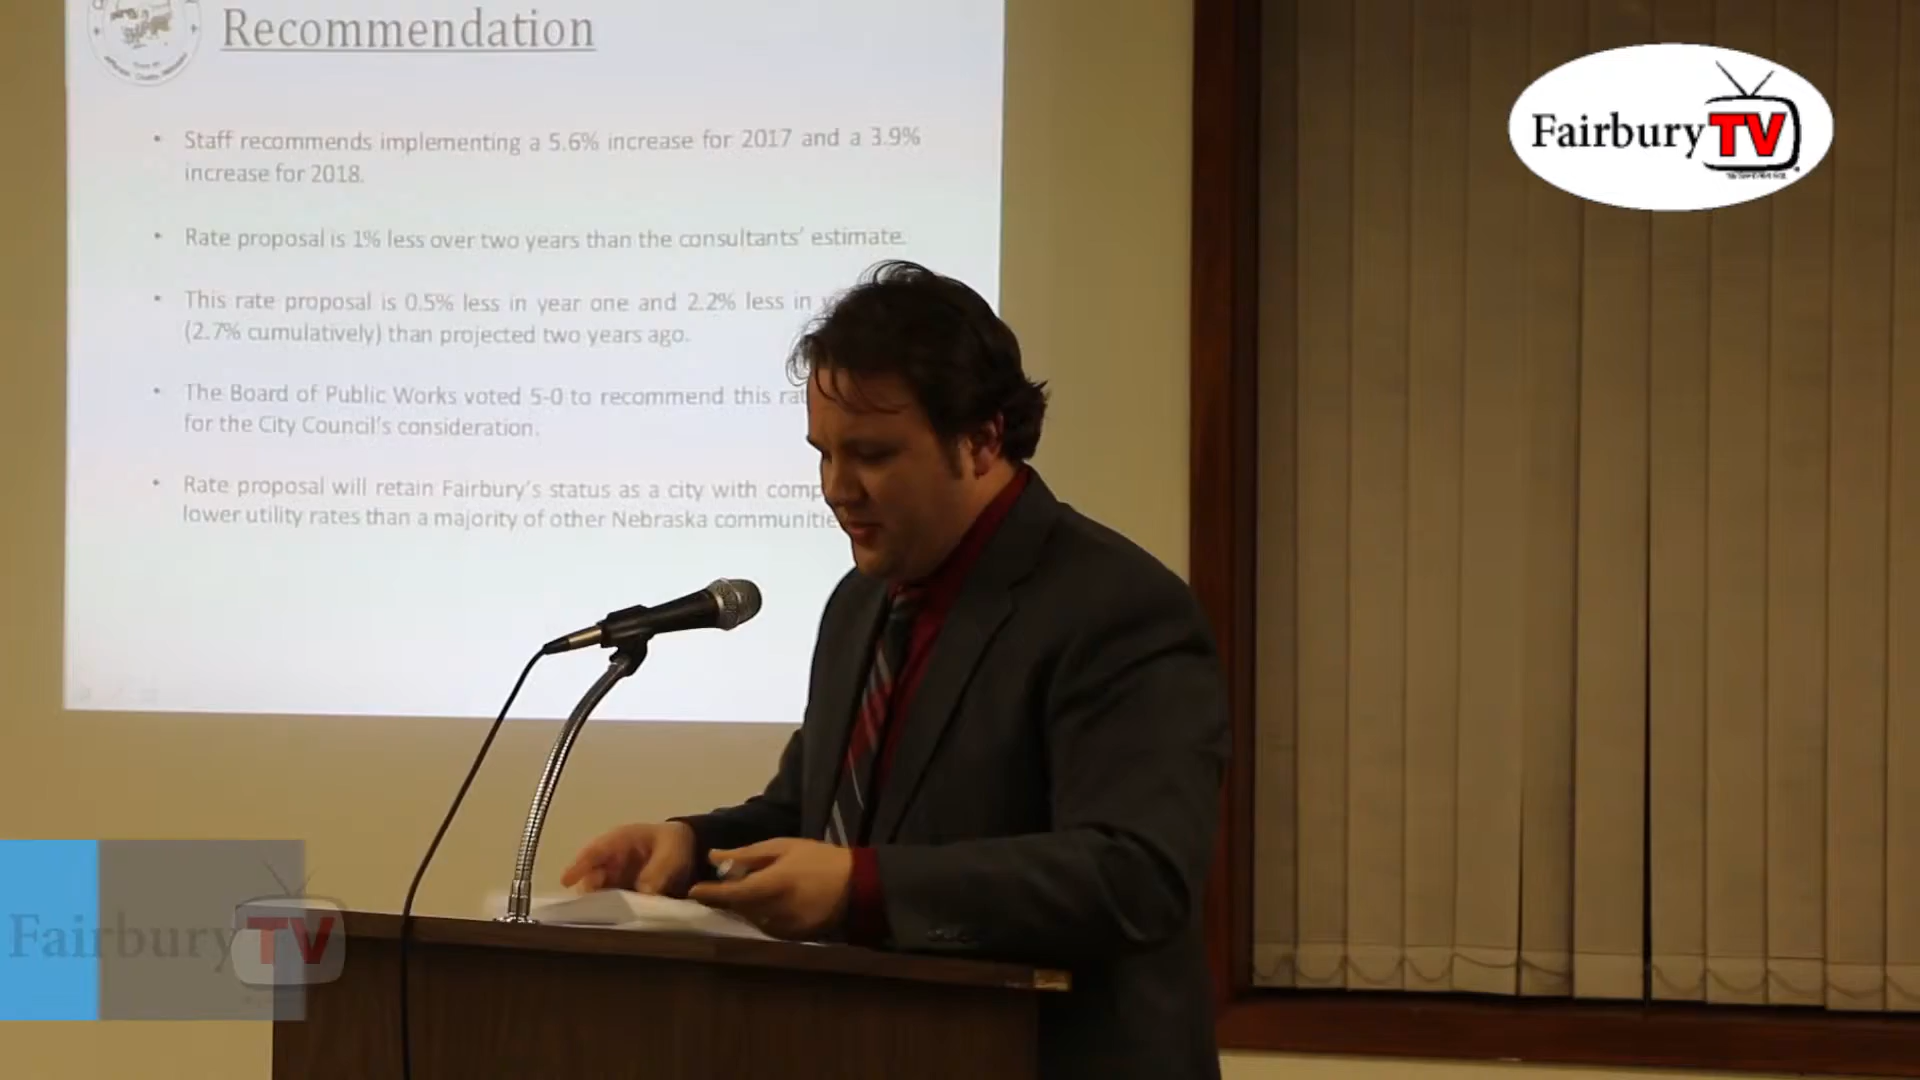 Recommendation
• Staff recommends implementing a 5.6% increase for 2017 and a 3.9%
increase for 2018.
• Rate proposal is 1% less over two years than the consultants' estimate.
• This rate proposal is 0.5% less in year one and 2.2% less in
(2.7% cumulatively) than projected two years ago.
• The Board of Public Works voted 5-0 to recommend this
for the City Council's consideration.
• Rate proposal will retain Fairbury's status as a city with
lower utility rates than a majority of other Nebraska
Fairbury TV
Fairbury TV